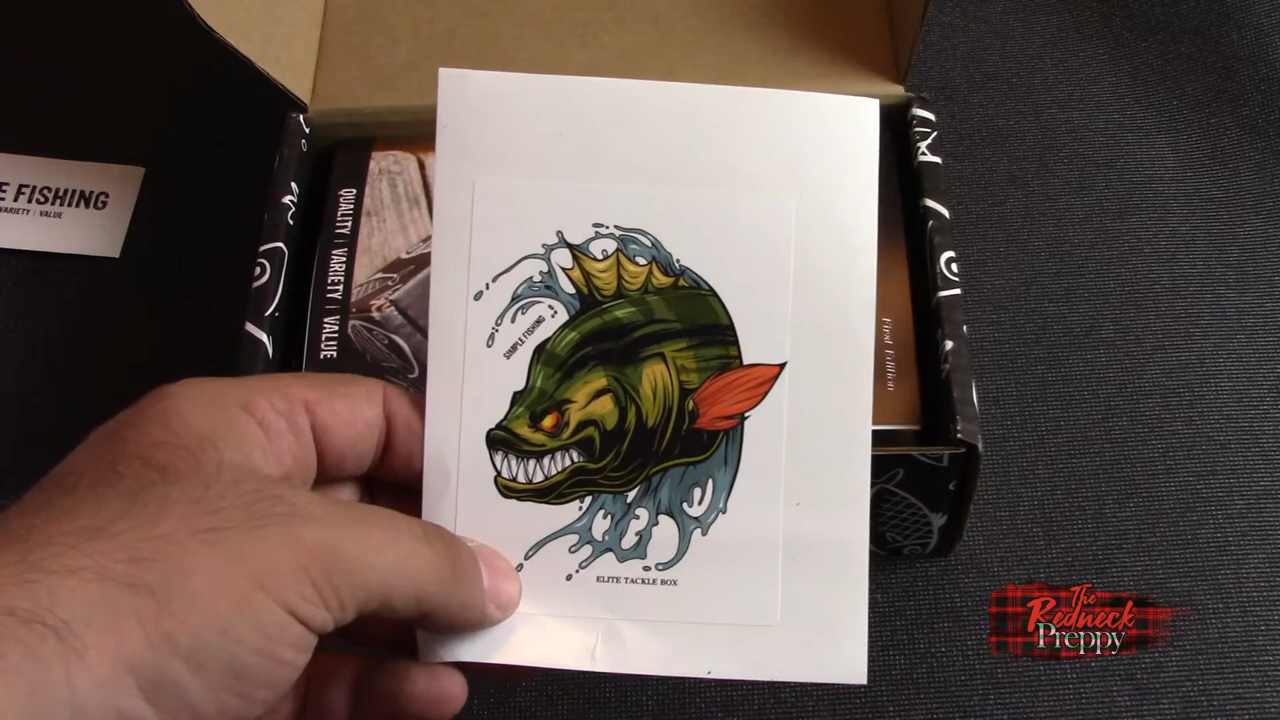 E FISHING
VARIETY | VALUE
QUALITY | VARIETY | VALUE
SIMPLE FISHING
ELITE TACKLE BOX
First Edition
The
Redneck
Preppy